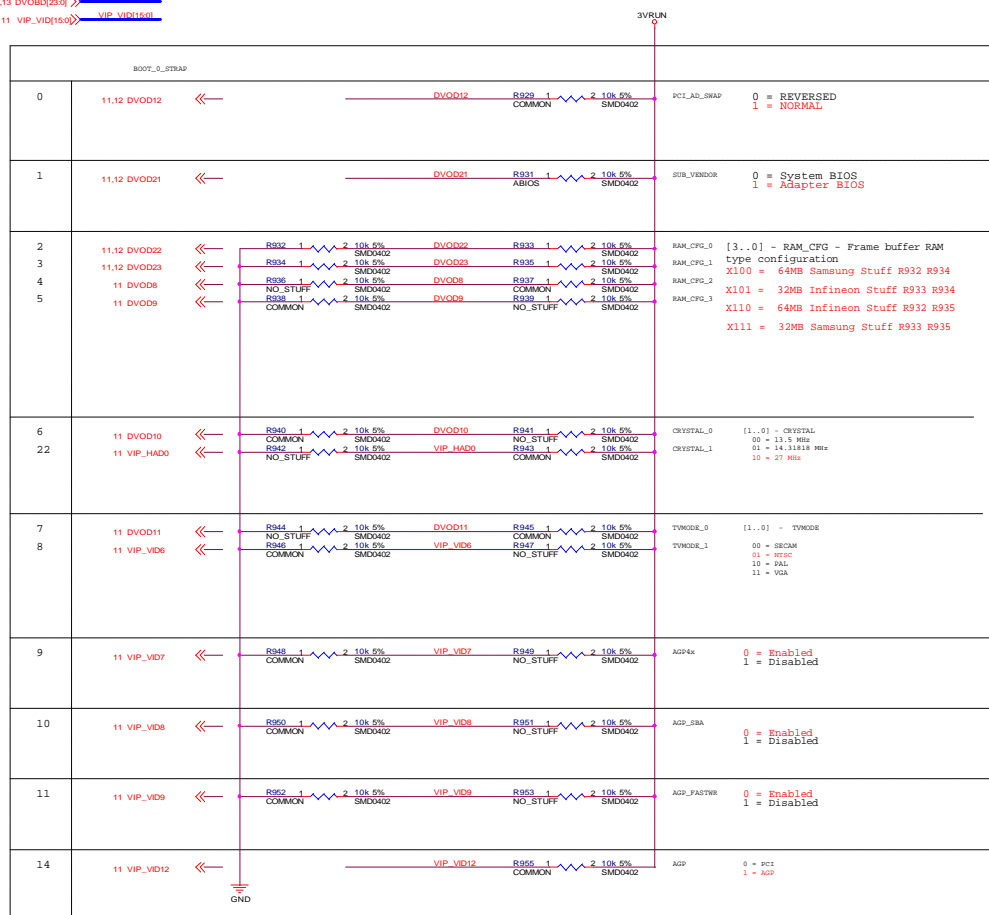 ,13 DVOBD[23:0]
11 VIP_VID[15:0] VIP_VID[15:0]
3VRUN
BOOT_0_STRAP
0 11,12 DVOD12 DVOD12 R929 1 2 10k 5% PCI_AD_SWAP 0 = REVERSED
COMMON SMD0402 1 = NORMAL
1 11,12 DVOD21 DVOD21 R931 1 2 10k 5% SUB_VENDOR 0 = System BIOS
ABIOS SMD0402 1 = Adapter BIOS
2 11,12 DVOD22 R932 1 2 10k 5% DVOD22 R933 1 2 10k 5% RAM_CFG_0 [3..0] - RAM_CFG - Frame buffer RAM
SMD0402 SMD0402 type configuration
3 11,12 DVOD23 R934 1 2 10k 5% DVOD23 R935 1 2 10k 5% RAM_CFG_1
SMD0402 SMD0402 X100 = 64MB Samsung Stuff R932 R934
4 11 DVOD8 R936 1 2 10k 5% DVOD8 R937 1 2 10k 5% RAM_CFG_2
NO_STUFF SMD0402 COMMON SMD0402 X101 = 32MB Infineon Stuff R933 R934
5 11 DVOD9 R938 1 2 10k 5% DVOD9 R939 1 2 10k 5% RAM_CFG_3
COMMON SMD0402 NO_STUFF SMD0402 X110 = 64MB Infineon Stuff R932 R935
X111 = 32MB Samsung Stuff R933 R935
6 11 DVOD10 R940 1 2 10k 5% DVOD10 R941 1 2 10k 5% CRYSTAL_0 [1..0] - CRYSTAL
COMMON SMD0402 NO_STUFF SMD0402 00 = 13.5 MHz
22 11 VIP_HAD0 R942 1 2 10k 5% VIP_HAD0 R943 1 2 10k 5% CRYSTAL_1 01 = 14.31818 MHz
NO_STUFF SMD0402 COMMON SMD0402 10 = 27 MHz
7 11 DVOD11 R944 1 2 10k 5% DVOD11 R945 1 2 10k 5% TVMODE_0 [1..0] - TVMODE
NO_STUFF SMD0402 COMMON SMD0402
8 11 VIP_VID6 R946 1 2 10k 5% VIP_VID6 R947 1 2 10k 5% TVMODE_1 00 = SECAM
COMMON SMD0402 NO_STUFF SMD0402 01 = NTSC
10 = PAL
11 = VGA
9 11 VIP_VID7 R948 1 2 10k 5% VIP_VID7 R949 1 2 10k 5% AGP4x 0 = Enabled
COMMON SMD0402 NO_STUFF SMD0402 1 = Disabled
10 11 VIP_VID8 R950 1 2 10k 5% VIP_VID8 R951 1 2 10k 5% AGP_SBA 0 = Enabled
COMMON SMD0402 NO_STUFF SMD0402 1 = Disabled
11 11 VIP_VID9 R952 1 2 10k 5% VIP_VID9 R953 1 2 10k 5% AGP_FASTWR 0 = Enabled
COMMON SMD0402 NO_STUFF SMD0402 1 = Disabled
14 11 VIP_VID12 VIP_VID12 R955 1 2 10k 5% AGP 0 = PCI
COMMON SMD0402 1 = AGP
GND